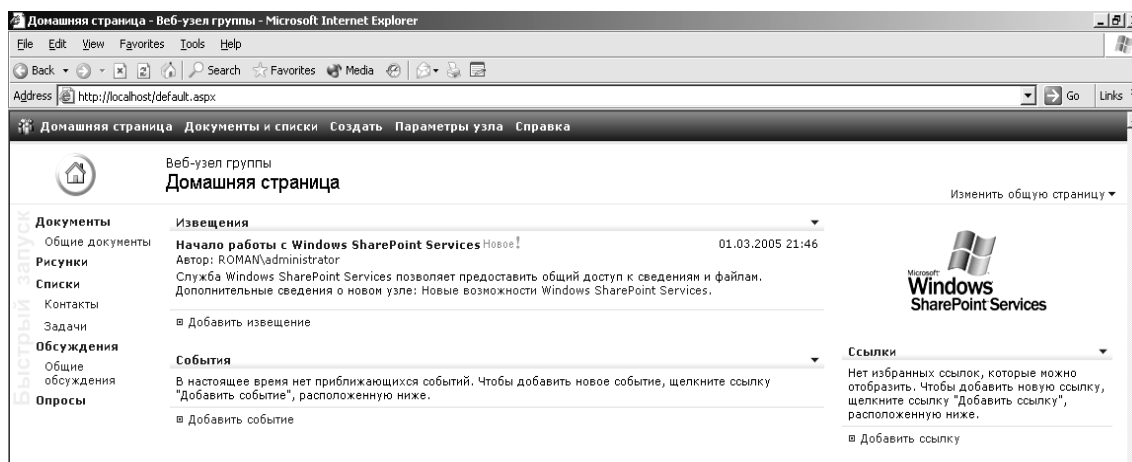 Домашняя страница - Веб-узел группы - Microsoft Internet Explorer
File Edit View Favorites Tools Help
Back Search Favorites Media
Address http://localhost/default.aspx Go Links
Домашняя страница Документы и списки Создать Параметры узла Справка
Веб-узел группы
Домашняя страница
Изменить общую страницу
Быстрый запуск
Документы
Общие документы
Рисунки
Списки
Контакты
Задачи
Обсуждения
Общие
обсуждения
Опросы
Извещения
Начало работы с Windows SharePoint Services Новое! 01.03.2005 21:46
Автор: ROMAN\administrator
Служба Windows SharePoint Services позволяет предоставить общий доступ к сведениям и файлам.
Дополнительные сведения о новом узле: Новые возможности Windows SharePoint Services.
Добавить извещение
События
В настоящее время нет приближающихся событий. Чтобы добавить новое событие, щелкните ссылку
"Добавить событие", расположенную ниже.
Добавить событие
Microsoft
Windows
SharePoint Services
Ссылки
Нет избранных ссылок, которые можно
отобразить. Чтобы добавить новую ссылку,
щелкните ссылку "Добавить ссылку",
расположенную ниже.
Добавить ссылку